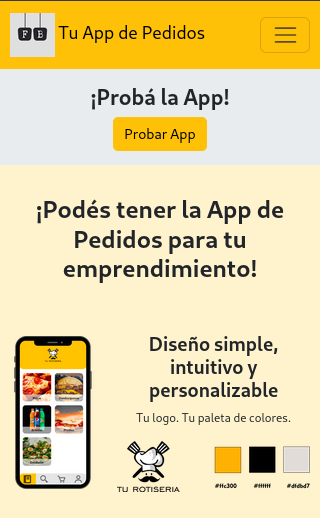 F B
Tu App de Pedidos
¡Probá la App!
Probar App
¡Podés tener la App de
Pedidos para tu
emprendimiento!
Diseño simple,
intuitivo y
personalizable
Tu logo. Tu paleta de colores.
TU ROTISERIA
#ffc300 #ffffff #dfdbd7